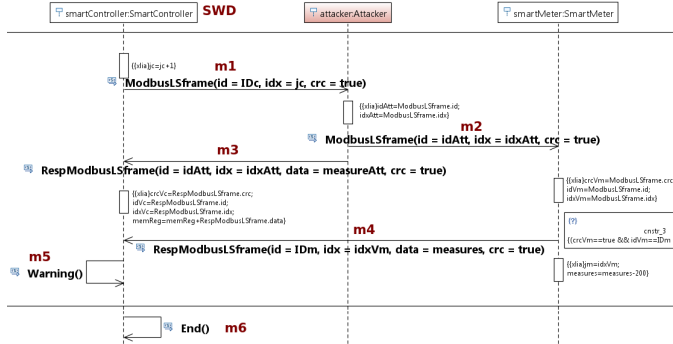 smartController:SmartController
SWD
attacker:Attacker
smartMeter:SmartMeter
{{xlia}jc=jc+1}
m1
ModbusLSframe(id = IDc, idx = jc, crc = true)
{{xlia}idAtt=ModbusLSframe.id;
idxAtt=ModbusLSframe.idx}
m2
ModbusLSframe(id = idAtt, idx = idxAtt, crc = true)
m3
RespModbusLSframe(id = idAtt, idx = idxAtt, data = measureAtt, crc = true)
{{xlia}crcVc=RespModbusLSframe.crc;
idVc=RespModbusLSframe.id;
idxVc=RespModbusLSframe.idx;
memReg=memReg+RespModbusLSframe.data}
{{xlia}crcVm=ModbusLSframe.crc
idVm=ModbusLSframe.id;
idxVm=ModbusLSframe.idx}
{?}
cnstr_3
{{crcVm==true && idVm==IDm
m4
RespModbusLSframe(id = IDm, idx = idxVm, data = measures, crc = true)
m5
Warning()
{{xlia}jm=idxVm;
measures=measures-200}
End()
m6